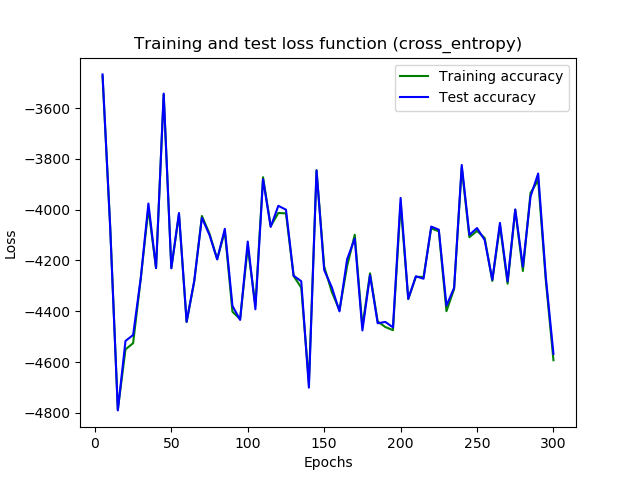 Training and test loss function (cross_entropy)
Training accuracy
Test accuracy
Loss
−3600
−3800
−4000
−4200
−4400
−4600
−4800
0 50 100 150 200 250 300
Epochs